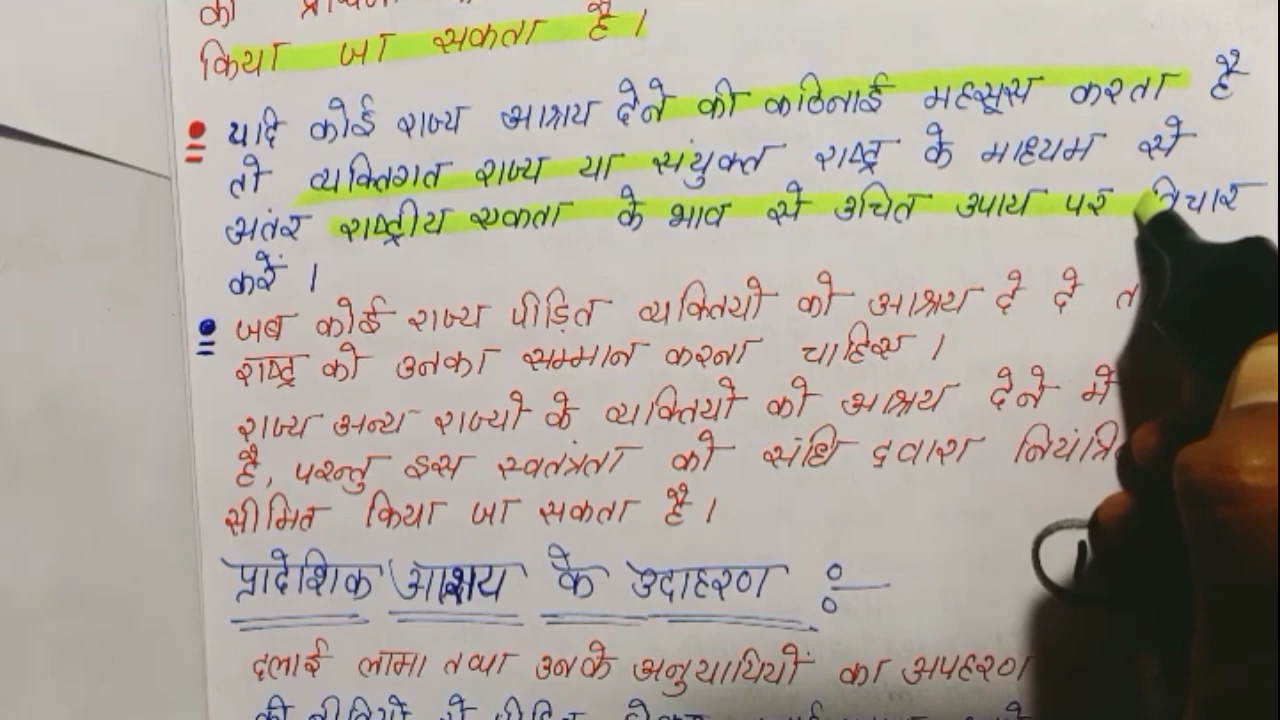 को
किया जा सकता है ।
यदि कोई राज्य आश्रय देने की कठिनाई महसूस करता है
तो व्यक्तिगत राज्य या संयुक्त राष्ट्र के माध्यम से
अंतर राष्ट्रीय एकता के भाव से उचित उपाय पर विचार
करें ।
जब कोई राज्य पीड़ित व्यक्तियो को आश्रय दे दे त
राष्ट्र को उनका सम्मान करना चाहिए ।
राज्य अन्य राज्यो के व्यक्तियो को आश्रय देने में
है, परन्तु इस स्वतंत्रता को संधि द्वारा नियंत्रि
सीमित किया जा सकता है ।
प्रादेशिक आश्रय के उदाहरण :-
दलाई लामा तथा उनके अनुयायियों का अपहरण